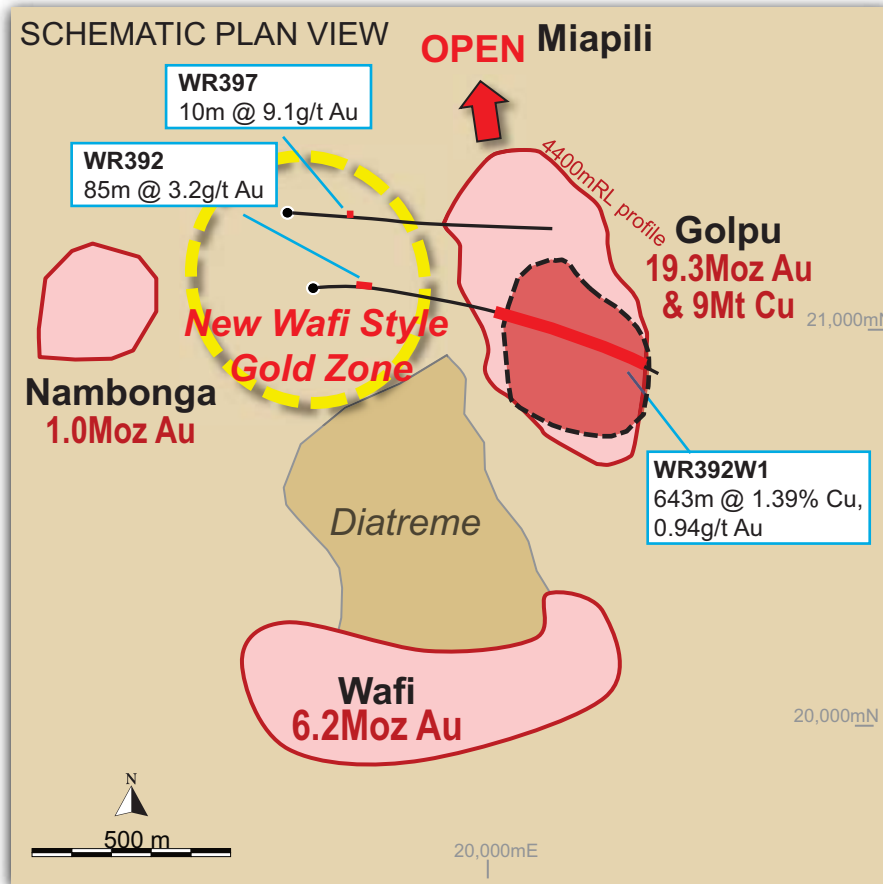 SCHEMATIC PLAN VIEW
OPEN
Miapili
WR397
10m @ 9.1g/t Au
WR392
85m @ 3.2g/t Au
4400mRL profile
Golpu
19.3Moz Au
& 9Mt Cu
21,000mN
New Wafi Style
Gold Zone
Nambonga
1.0Moz Au
WR392W1
643m @ 1.39% Cu,
0.94g/t Au
Diatreme
Wafi
6.2Moz Au
20,000mN
N
500 m
20,000mE